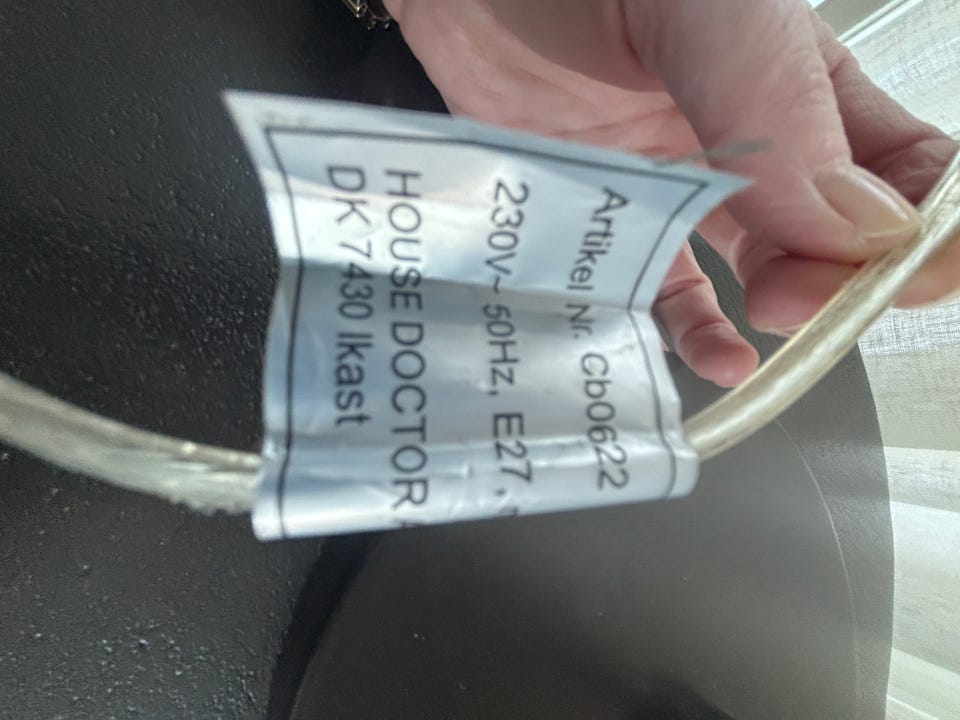 Artikel Nr. Cb0622
230V~ 50Hz, E27,
HOUSE DOCTOR
DK 7430 Ikast